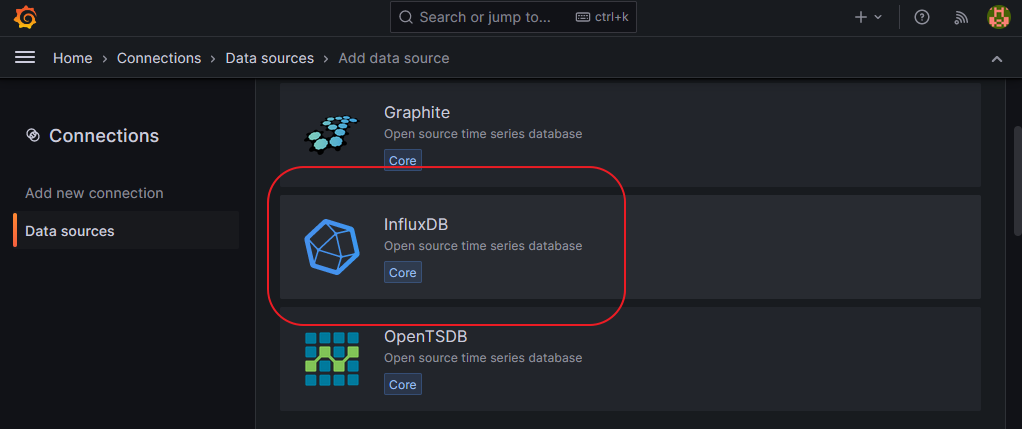 Search or jump to... ctrl+k
Home › Connections › Data sources › Add data source
Connections
Add new connection
Data sources
Graphite
Open source time series database
Core
InfluxDB
Open source time series database
Core
OpenTSDB
Open source time series database
Core